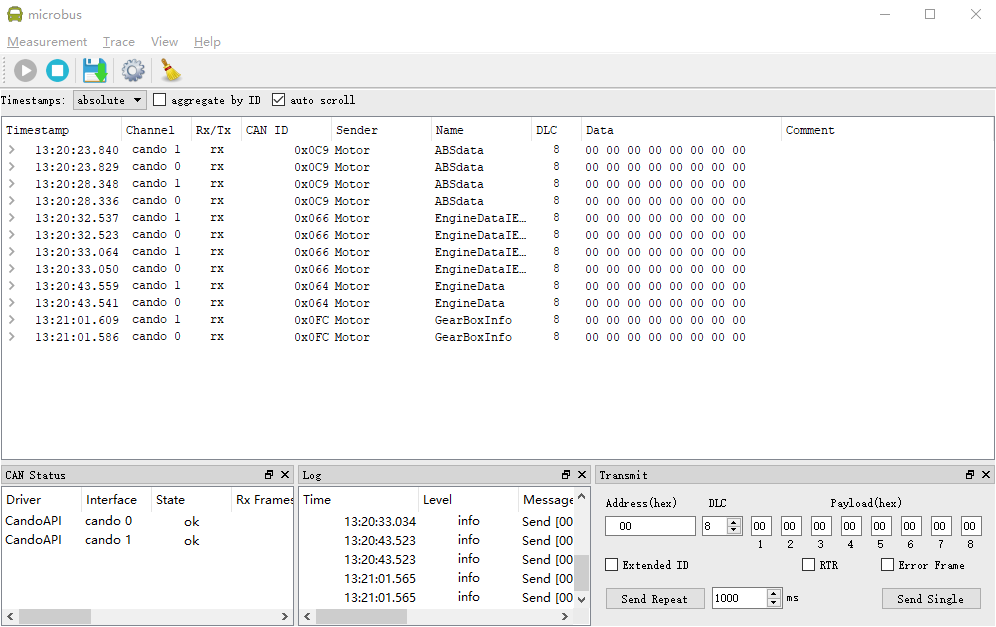 microbus
Measurement Trace View Help
Timestamps: absolute aggregate by ID auto scroll
Timestamp Channel Rx/Tx CAN ID Sender Name DLC Data Comment
13:20:23.840 cando 1 rx 0x0C9 Motor ABSdata 8 00 00 00 00 00 00 00 00
13:20:23.829 cando 0 rx 0x0C9 Motor ABSdata 8 00 00 00 00 00 00 00 00
13:20:28.348 cando 1 rx 0x0C9 Motor ABSdata 8 00 00 00 00 00 00 00 00
13:20:28.336 cando 0 rx 0x0C9 Motor ABSdata 8 00 00 00 00 00 00 00 00
13:20:32.537 cando 1 rx 0x066 Motor EngineDataIE… 8 00 00 00 00 00 00 00 00
13:20:32.523 cando 0 rx 0x066 Motor EngineDataIE… 8 00 00 00 00 00 00 00 00
13:20:33.064 cando 1 rx 0x066 Motor EngineDataIE… 8 00 00 00 00 00 00 00 00
13:20:33.050 cando 0 rx 0x066 Motor EngineDataIE… 8 00 00 00 00 00 00 00 00
13:20:43.559 cando 1 rx 0x064 Motor EngineData 8 00 00 00 00 00 00 00 00
13:20:43.541 cando 0 rx 0x064 Motor EngineData 8 00 00 00 00 00 00 00 00
13:21:01.609 cando 1 rx 0x0FC Motor GearBoxInfo 8 00 00 00 00 00 00 00 00
13:21:01.586 cando 0 rx 0x0FC Motor GearBoxInfo 8 00 00 00 00 00 00 00 00
CAN Status
Driver Interface State Rx Frames
CandoAPI cando 0 ok
CandoAPI cando 1 ok
Log
Time Level Message
13:20:33.034 info Send [00
13:20:43.523 info Send [00
13:20:43.523 info Send [00
13:21:01.565 info Send [00
13:21:01.565 info Send [00
Transmit
Address(hex) DLC Payload(hex)
00 8 00 00 00 00 00 00 00 00
1 2 3 4 5 6 7 8
Extended ID RTR Error Frame
Send Repeat 1000 ms Send Single